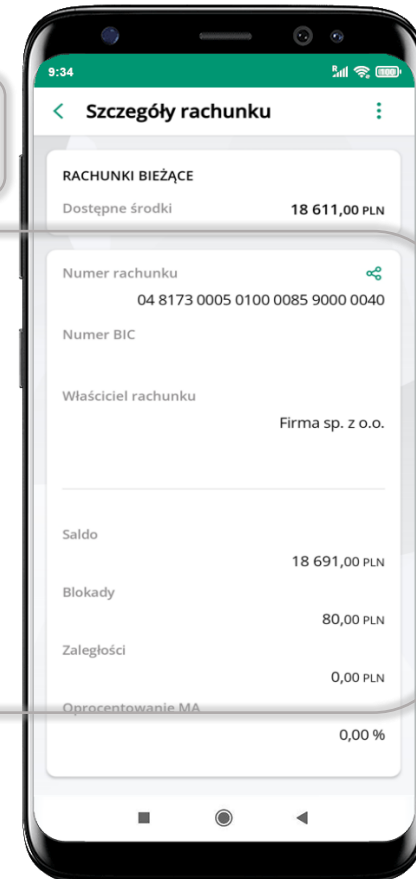 9:34
Szczegóły rachunku
RACHUNKI BIEŻĄCE
Dostępne środki 18 611,00 PLN
Numer rachunku
04 8173 0005 0100 0085 9000 0040
Numer BIC
Właściciel rachunku
Firma sp. z o.o.
Saldo
18 691,00 PLN
Blokady
80,00 PLN
Zaległości
0,00 PLN
Oprocentowanie MA
0,00 %